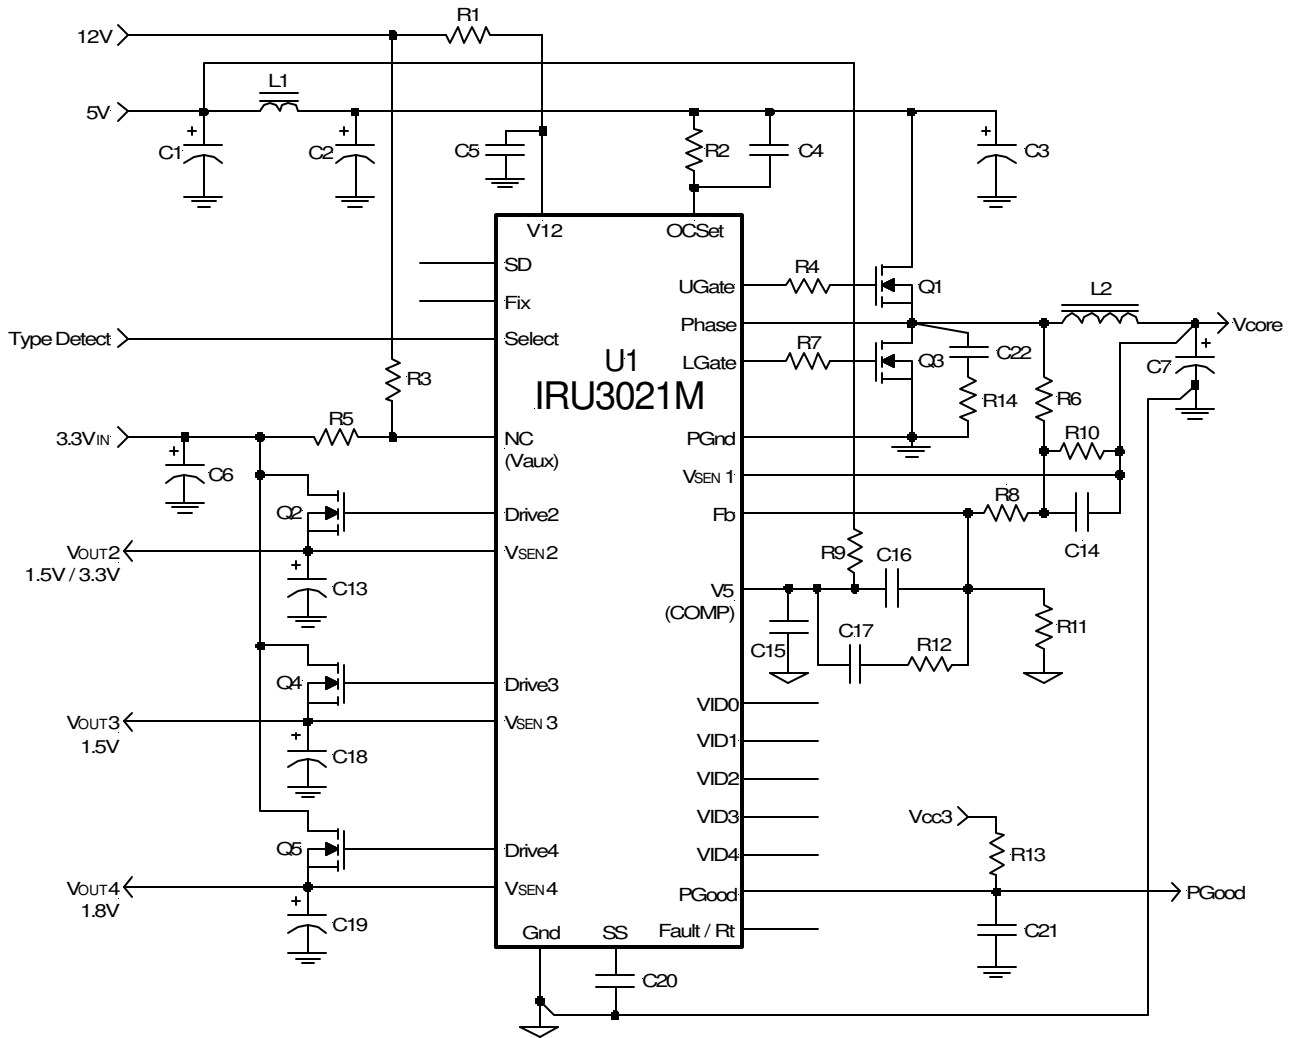 R1
12V
L1
5V
+
C1
+
C2
C5
R2
C4
+
C3
V12
OCSet
SD
Fix
Type Detect
Select
UGate
R4
Q1
Phase
L2
Vcore
LGate
R7
Q3
C22
+
C7
U1
IRU3021M
R3
R14
R6
R5
3.3VIN
NC
(Vaux)
PGnd
R10
+
C6
VSEN 1
Q2
Drive2
Fb
R8
C14
VOUT2
1.5V / 3.3V
VSEN 2
R9
C16
+
C13
V5
(COMP)
C15
C17
R12
R11
Q4
Drive3
VID0
VOUT3
1.5V
VSEN 3
VID1
+
C18
VID2
VID3
Vcc3
Q5
Drive4
VID4
R13
VOUT4
1.8V
VSEN 4
PGood
PGood
+
C19
Gnd
SS
Fault / Rt
C21
C20